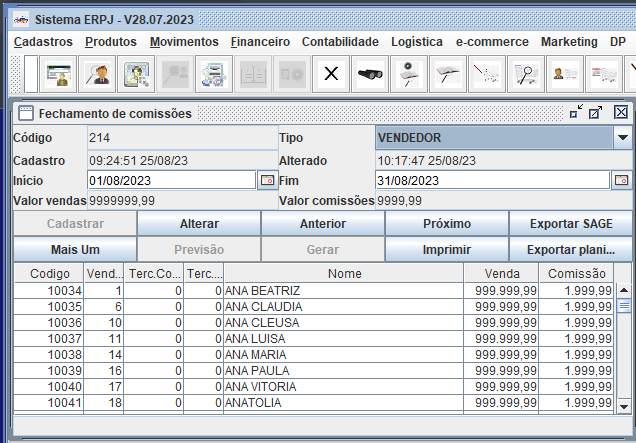 Sistema ERPJ - V28.07.2023
Cadastros Produtos Movimentos Financeiro Contabilidade Logística e-commerce Marketing DP
Fechamento de comissões
Código 214 Tipo VENDEDOR
Cadastro 09:24:51 25/08/23 Alterado 10:17:47 25/08/23
Início 01/08/2023 Fim 31/08/2023
Valor vendas 9999999,99 Valor comissões 9999,99
Cadastrar Alterar Anterior Próximo Exportar SAGE
Mais Um Previsão Gerar Imprimir Exportar plani...
Codigo Vend... Terc.Co... Terc.... Nome Venda Comissão
10034 1 0 0 ANA BEATRIZ 999.999,99 1.999,99
10035 6 0 0 ANA CLAUDIA 999.999,99 1.999,99
10036 10 0 0 ANA CLEUSA 999.999,99 1.999,99
10037 11 0 0 ANA LUISA 999.999,99 1.999,99
10038 14 0 0 ANA MARIA 999.999,99 1.999,99
10039 16 0 0 ANA PAULA 999.999,99 1.999,99
10040 17 0 0 ANA VITORIA 999.999,99 1.999,99
10041 18 0 0 ANATOLIA 999.999,99 1.999,99